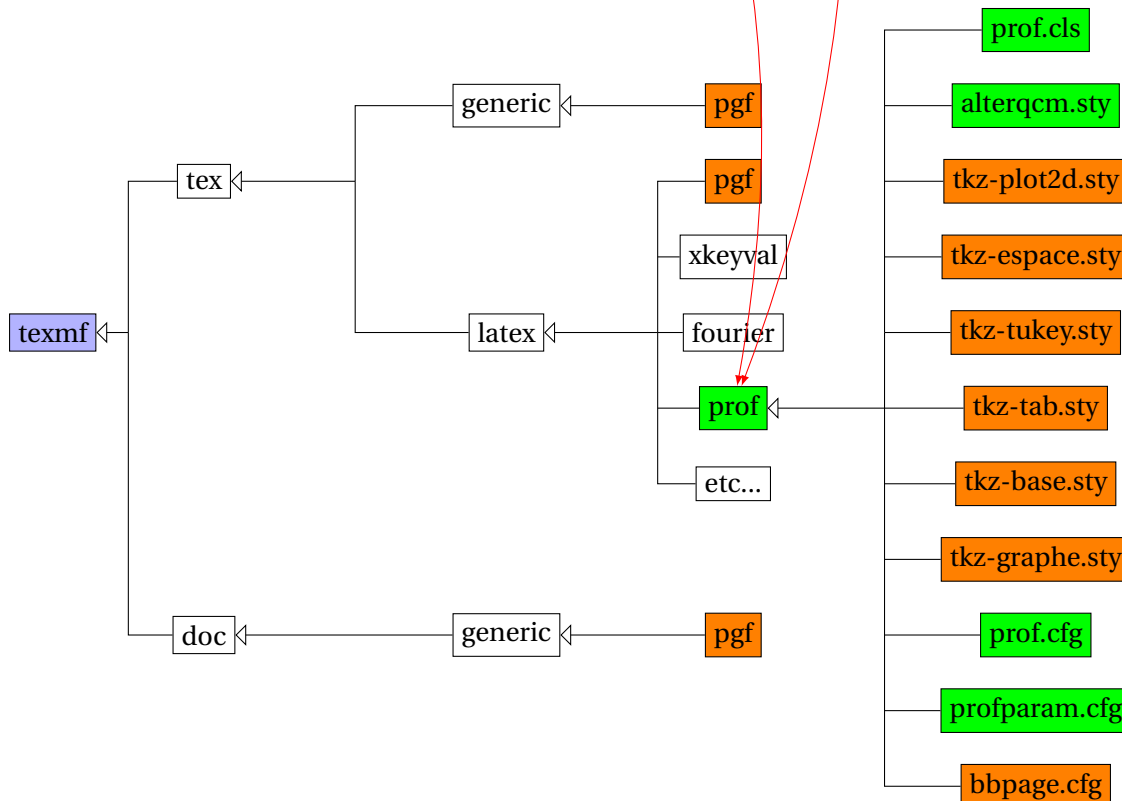 prof.cls
generic
pgf
alterqcm.sty
tex
pgf
tkz-plot2d.sty
xkeyval
tkz-espace.sty
texmf
latex
fourier
tkz-tukey.sty
prof
tkz-tab.sty
etc...
tkz-base.sty
tkz-graphe.sty
doc
generic
pgf
prof.cfg
profparam.cfg
bbpage.cfg